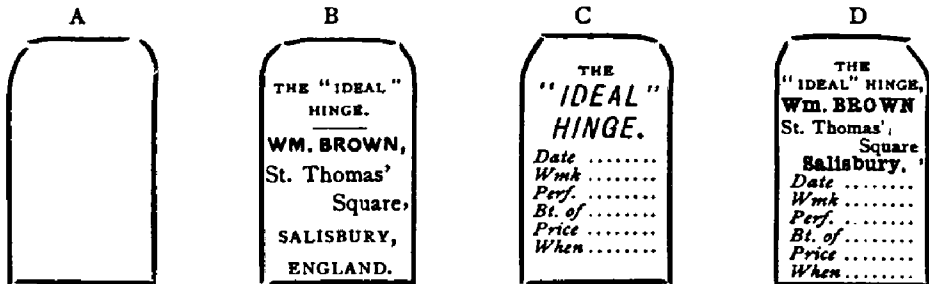 A B C D
THE "IDEAL"
HINGE.
WM. BROWN,
St. Thomas'
Square,
SALISBURY,
ENGLAND.
THE
"IDEAL"
HINGE.
Date ........
Wmk ........
Perf. ........
Bt. of ........
Price ........
When ........
THE
"IDEAL" HINGE,
Wm. BROWN
St. Thomas',
Square
Salisbury.
Date ........
Wmk ........
Perf. ........
Bt. of ........
Price ........
When ........